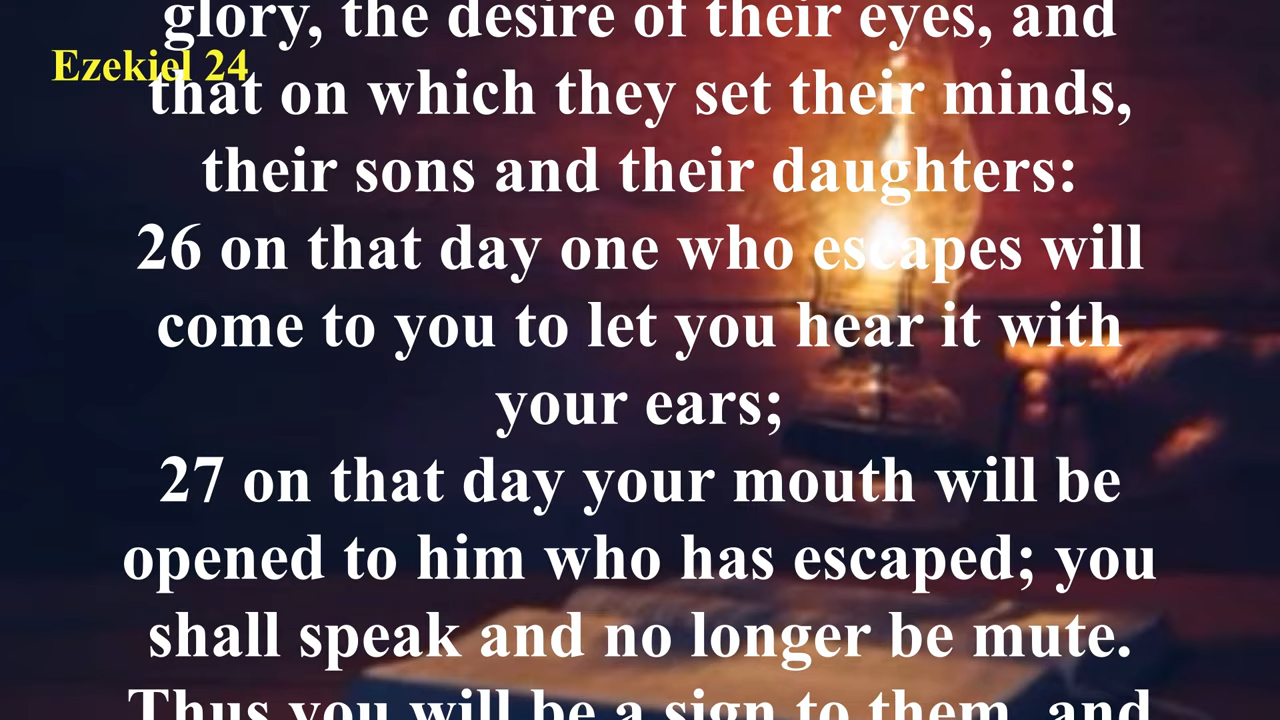 glory, the desire of their eyes, and
Ezekiel 24
that on which they set their minds,
their sons and their daughters:
26 on that day one who escapes will
come to you to let you hear it with
your ears;
27 on that day your mouth will be
opened to him who has escaped; you
shall speak and no longer be mute.
Thus you will be a sign to them, and